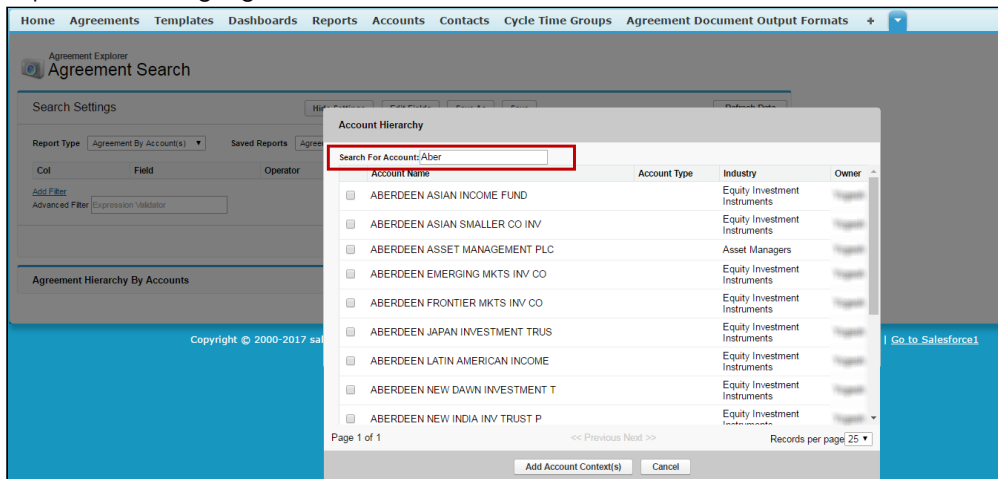 Home Agreements Templates Dashboards Reports Accounts Contacts Cycle Time Groups Agreement Document Output Formats +
Agreement Explorer
Agreement Search
Search Settings
Refresh Data
Report Type Agreement By Account(s) Saved Reports
Col Field Operator
Add Filter
Advanced Filter Expression Validator
Agreement Hierarchy By Accounts
Account Hierarchy
Search For Account: Aber
Account Name Account Type Industry Owner
ABERDEEN ASIAN INCOME FUND Equity Investment
Instruments
ABERDEEN ASIAN SMALLER CO INV Equity Investment
Instruments
ABERDEEN ASSET MANAGEMENT PLC Asset Managers
ABERDEEN EMERGING MKTS INV CO Equity Investment
Instruments
ABERDEEN FRONTIER MKTS INV CO Equity Investment
Instruments
ABERDEEN JAPAN INVESTMENT TRUS Equity Investment
Instruments
ABERDEEN LATIN AMERICAN INCOME Equity Investment
Instruments
ABERDEEN NEW DAWN INVESTMENT T Equity Investment
Instruments
ABERDEEN NEW INDIA INV TRUST P Equity Investment
Instruments
Page 1 of 1 << Previous Next >> Records per page 25
Add Account Context(s) Cancel
Copyright © 2000-2017 sal | Go to Salesforce1